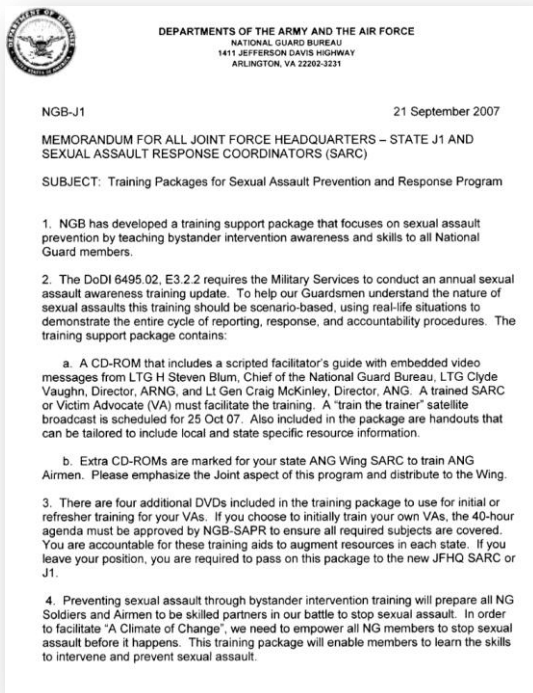 DEPARTMENTS OF THE ARMY AND THE AIR FORCE
NATIONAL GUARD BUREAU
1411 JEFFERSON DAVIS HIGHWAY
ARLINGTON, VA 22202-3231
NGB-J1 21 September 2007
MEMORANDUM FOR ALL JOINT FORCE HEADQUARTERS – STATE J1 AND
SEXUAL ASSAULT RESPONSE COORDINATORS (SARC)
SUBJECT: Training Packages for Sexual Assault Prevention and Response Program
1. NGB has developed a training support package that focuses on sexual assault
prevention by teaching bystander intervention awareness and skills to all National
Guard members.
2. The DoDI 6495.02, E3.2.2 requires the Military Services to conduct an annual sexual
assault awareness training update. To help our Guardsmen understand the nature of
sexual assaults this training should be scenario-based, using real-life situations to
demonstrate the entire cycle of reporting, response, and accountability procedures. The
training support package contains:
a. A CD-ROM that includes a scripted facilitator's guide with embedded video
messages from LTG H Steven Blum, Chief of the National Guard Bureau, LTG Clyde
Vaughn, Director, ARNG, and Lt Gen Craig McKinley, Director, ANG. A trained SARC
or Victim Advocate (VA) must facilitate the training. A "train the trainer" satellite
broadcast is scheduled for 25 Oct 07. Also included in the package are handouts that
can be tailored to include local and state specific resource information.
b. Extra CD-ROMs are marked for your state ANG Wing SARC to train ANG
Airmen. Please emphasize the Joint aspect of this program and distribute to the Wing.
3. There are four additional DVDs included in the training package to use for initial or
refresher training for your VAs. If you choose to initially train your own VAs, the 40-hour
agenda must be approved by NGB-SAPR to ensure all required subjects are covered.
You are accountable for these training aids to augment resources in each state. If you
leave your position, you are required to pass on this package to the new JFHQ SARC or
J1.
4. Preventing sexual assault through bystander intervention training will prepare all NG
Soldiers and Airmen to be skilled partners in our battle to stop sexual assault. In order
to facilitate "A Climate of Change", we need to empower all NG members to stop sexual
assault before it happens. This training package will enable members to learn the skills
to intervene and prevent sexual assault.